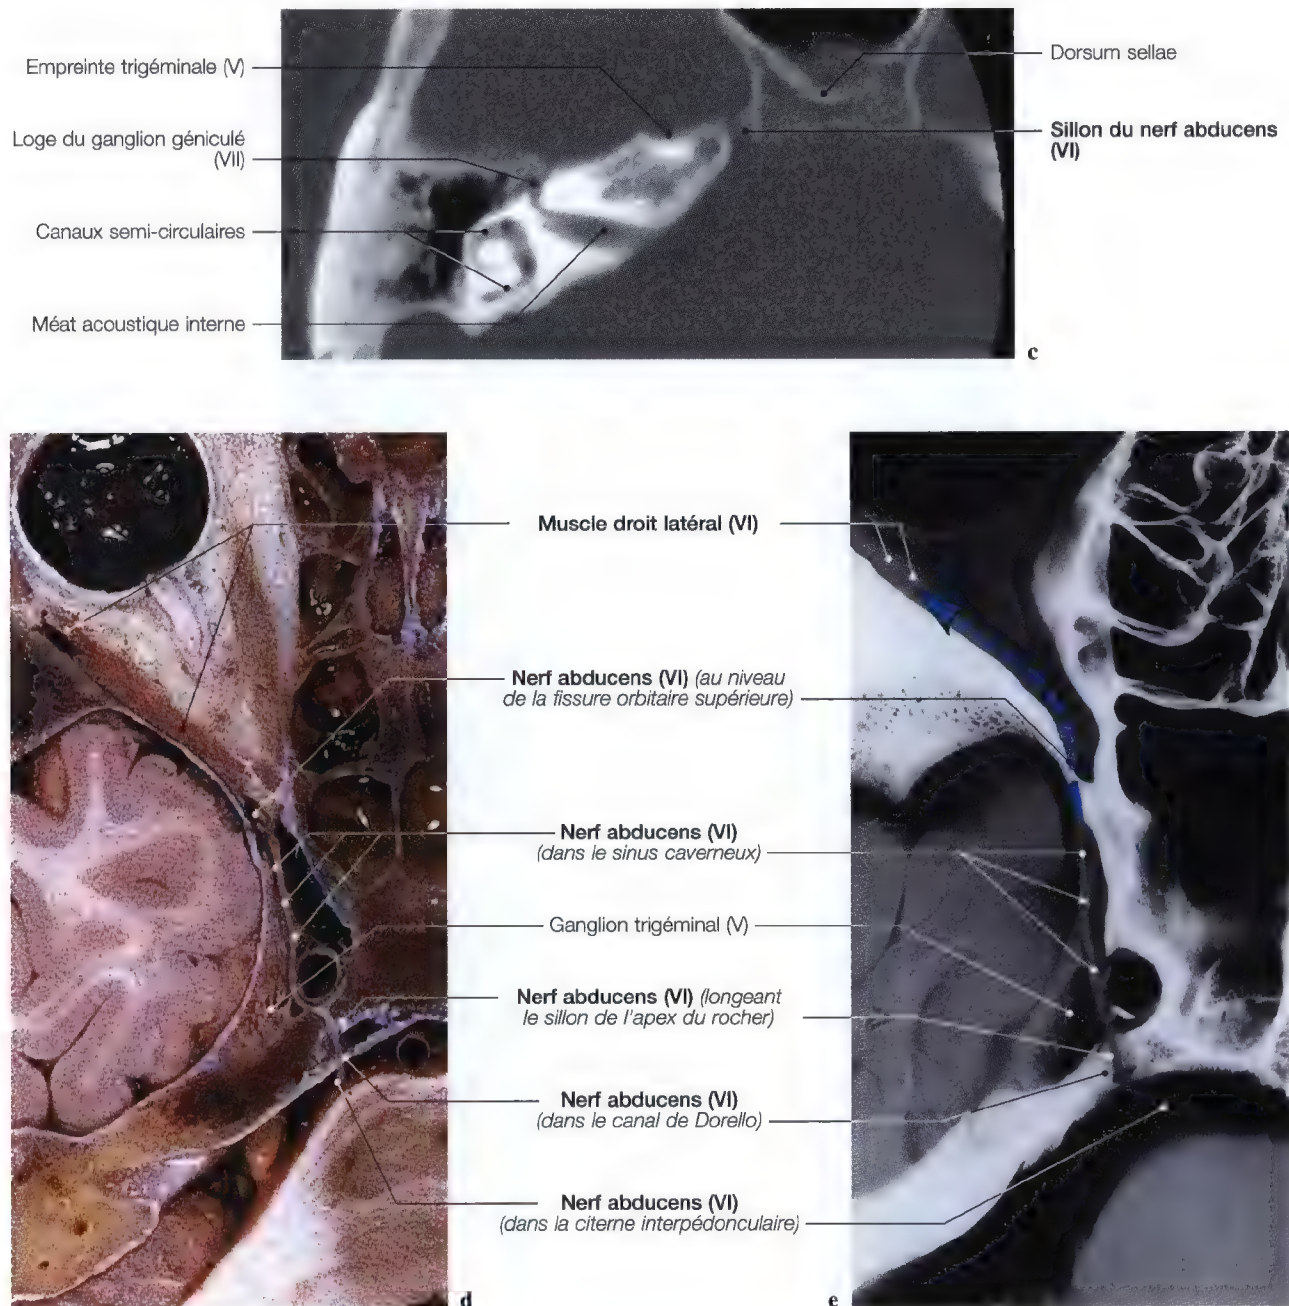 Empreinte trigéminale (V)
Loge du ganglion géniculé
(VII)
Canaux semi-circulaires
Méat acoustique interne
Dorsum sellae
Sillon du nerf abducens
(VI)
c
Muscle droit latéral (VI)
Nerf abducens (VI) (au niveau
de la fissure orbitaire supérieure)
Nerf abducens (VI)
(dans le sinus caverneux)
Ganglion trigéminal (V)
Nerf abducens (VI) (longeant
le sillon de l'apex du rocher)
Nerf abducens (VI)
(dans le canal de Dorello)
Nerf abducens (VI)
(dans la citerne interpédonculaire)
d
e